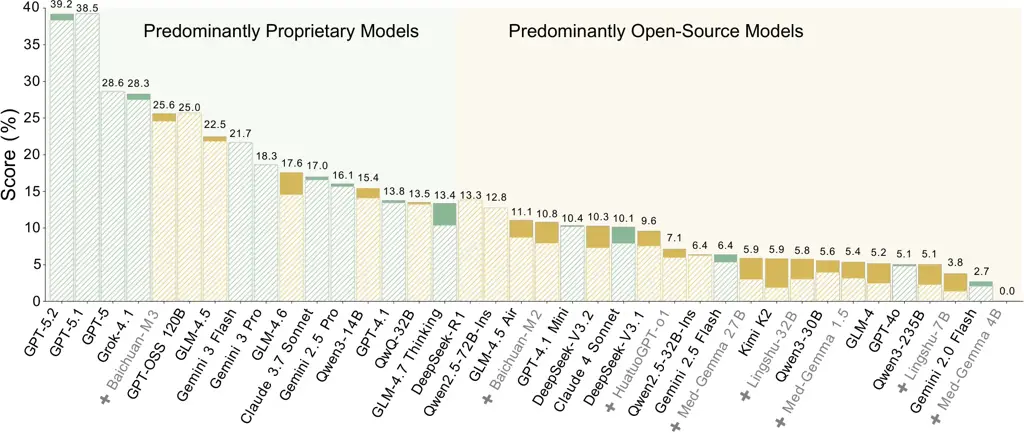 Predominantly Proprietary Models
Predominantly Open-Source Models
Score (%)
40
35
30
25
20
15
10
5
0
39.2
38.5
28.6
28.3
25.6
25.0
22.5
21.7
18.3
17.6
17.0
16.1
15.4
13.8
13.5
13.4
13.3
12.8
11.1
10.8
10.4
10.3
10.1
9.6
7.1
6.4
6.4
5.9
5.9
5.8
5.6
5.4
5.2
5.1
5.1
3.8
2.7
0.0
GPT-5.2
GPT-5.1
GPT-5
Grok-4.1
✚ Baichuan-M3
GPT-OSS 120B
GLM-4.5
Gemini 3 Flash
Gemini 3 Pro
GLM-4.6
Claude 3.7 Sonnet
Gemini 2.5 Pro
Qwen3-14B
GPT-4.1
QwQ-32B
GLM-4.7 Thinking
DeepSeek-R1
Qwen2.5-72B-Ins
GLM-4.5 Air
✚ Baichuan-M2
GPT-4.1 Mini
DeepSeek-V3.2
Claude 4 Sonnet
DeepSeek-V3.1
✚ HuatuoGPT-o1
Qwen2.5-32B-Ins
Gemini 2.5 Flash
✚ Med-Gemma 27B
Kimi K2
✚ Lingshu-32B
Qwen3-30B
✚ Med-Gemma 1.5
GLM-4
GPT-4o
Qwen3-235B
✚ Lingshu-7B
Gemini 2.0 Flash
✚ Med-Gemma 4B